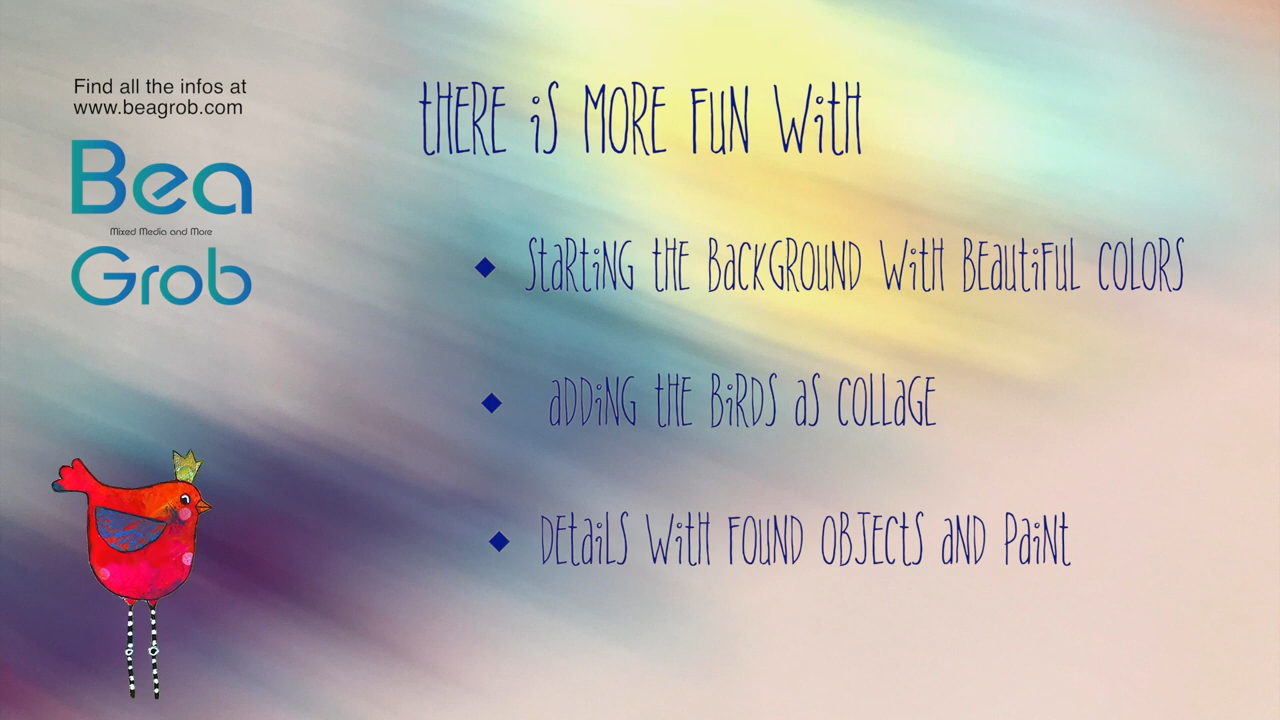 Find all the infos at
www.beagrob.com
Bea
Mixed Media and More
Grob
tHERE iS MORE FUN WitH
StaRtiNG tHE BaCKGROUND WitH BEautiFUL COLORS
aDDiNG tHE BiRDS aS COLLaGE
DEtaiLS WitH FOUND OBJECtS aND PaiNt